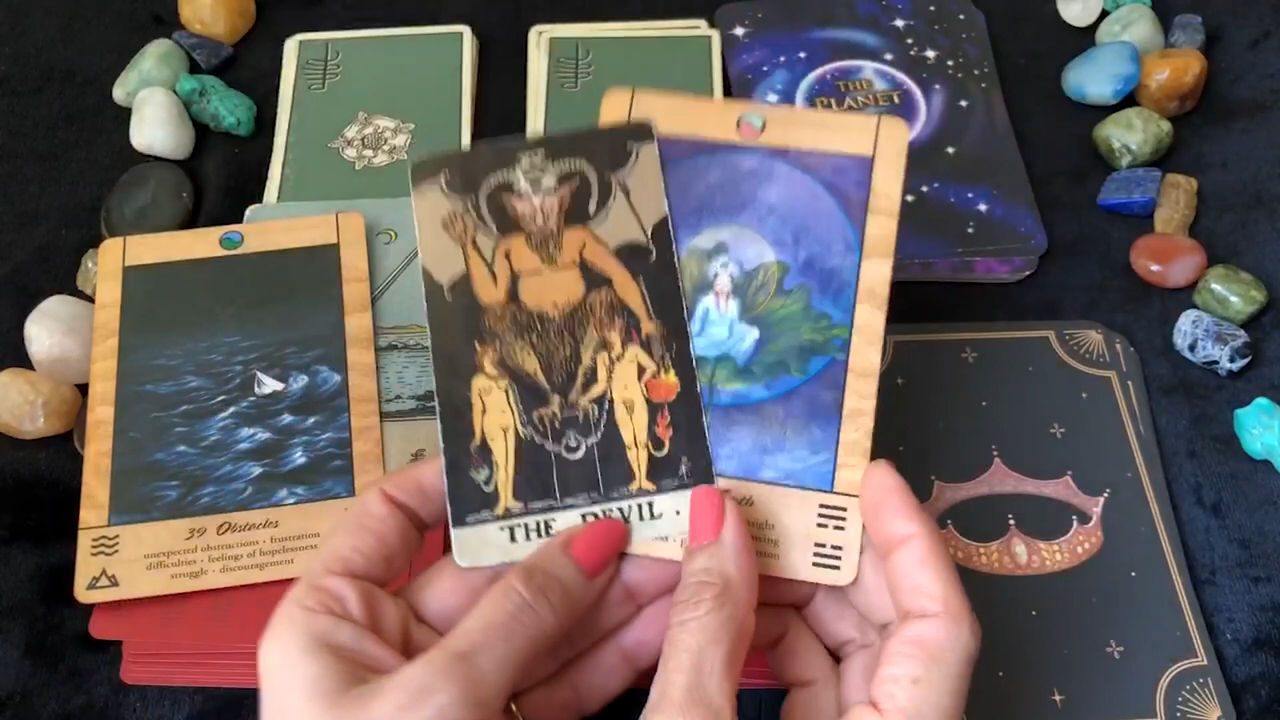 THE
PLANET
THE DEVIL.
39 Obstacles
unexpected obstructions • frustration
difficulties • feelings of hopelessness
struggle • discouragement